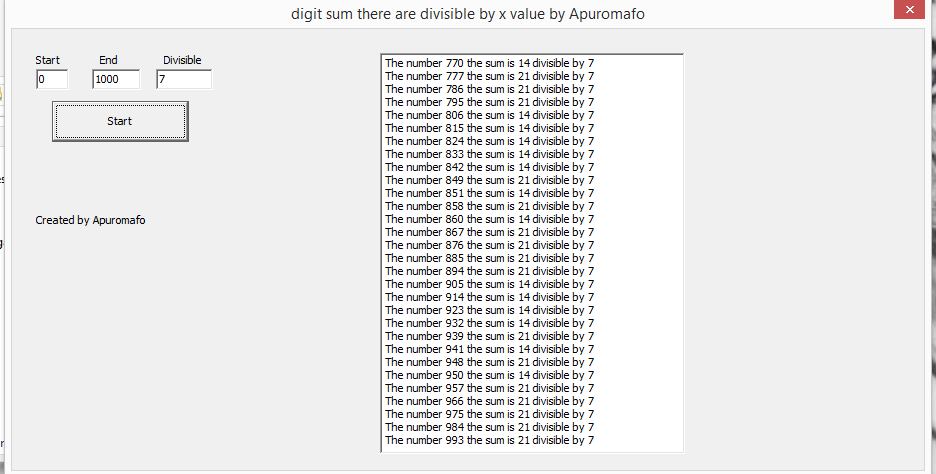 digit sum there are divisible by x value by Apuromafo
Start End Divisible
0 1000 7
Start
Created by Apuromafo
The number 770 the sum is 14 divisible by 7
The number 777 the sum is 21 divisible by 7
The number 786 the sum is 21 divisible by 7
The number 795 the sum is 21 divisible by 7
The number 806 the sum is 14 divisible by 7
The number 815 the sum is 14 divisible by 7
The number 824 the sum is 14 divisible by 7
The number 833 the sum is 14 divisible by 7
The number 842 the sum is 14 divisible by 7
The number 849 the sum is 21 divisible by 7
The number 851 the sum is 14 divisible by 7
The number 858 the sum is 21 divisible by 7
The number 860 the sum is 14 divisible by 7
The number 867 the sum is 21 divisible by 7
The number 876 the sum is 21 divisible by 7
The number 885 the sum is 21 divisible by 7
The number 894 the sum is 21 divisible by 7
The number 905 the sum is 14 divisible by 7
The number 914 the sum is 14 divisible by 7
The number 923 the sum is 14 divisible by 7
The number 932 the sum is 14 divisible by 7
The number 939 the sum is 21 divisible by 7
The number 941 the sum is 14 divisible by 7
The number 948 the sum is 21 divisible by 7
The number 950 the sum is 14 divisible by 7
The number 957 the sum is 21 divisible by 7
The number 966 the sum is 21 divisible by 7
The number 975 the sum is 21 divisible by 7
The number 984 the sum is 21 divisible by 7
The number 993 the sum is 21 divisible by 7